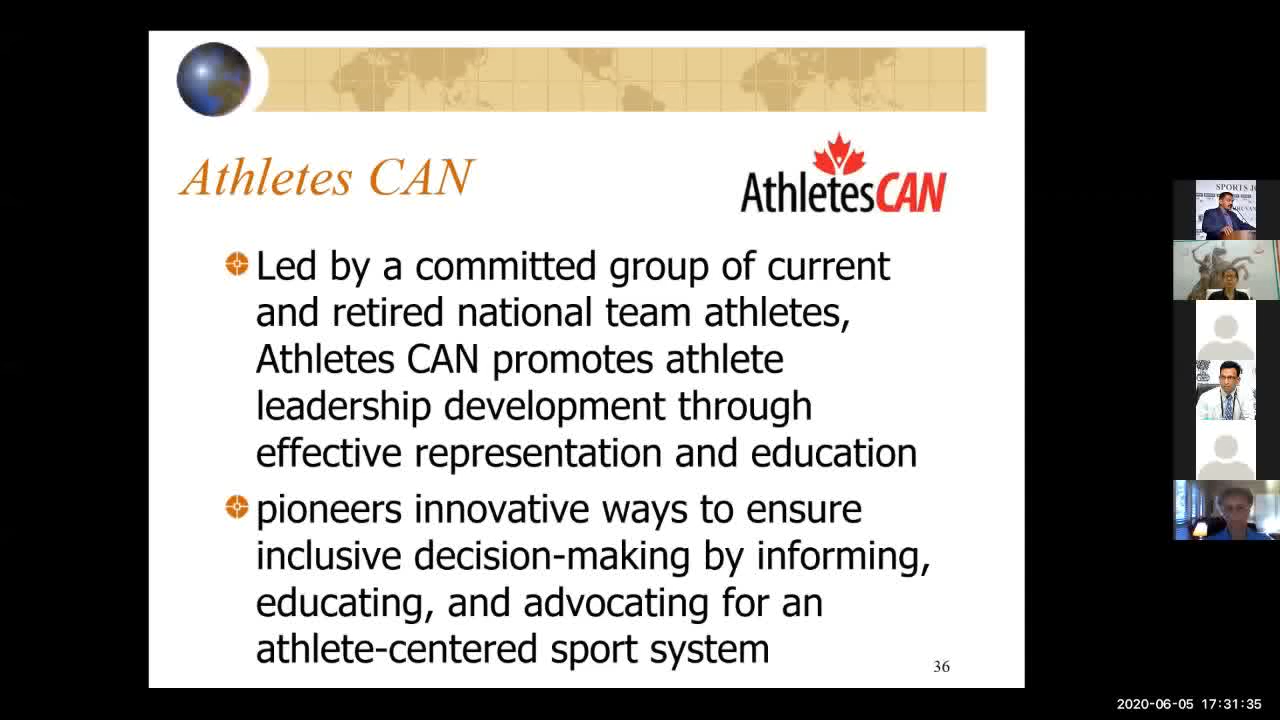 Athletes CAN
AthletesCAN
Led by a committed group of current
and retired national team athletes,
Athletes CAN promotes athlete
leadership development through
effective representation and education
pioneers innovative ways to ensure
inclusive decision-making by informing,
educating, and advocating for an
athlete-centered sport system
36
SPORTS
2020-06-05 17:31:35